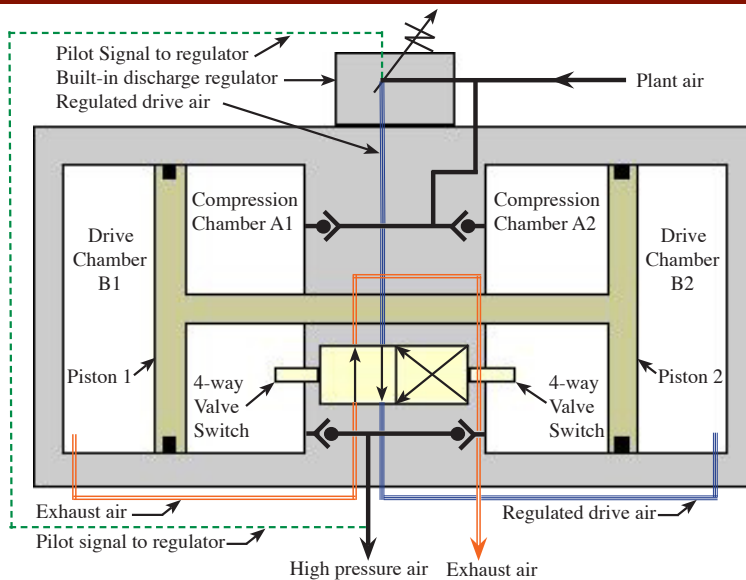 Pilot Signal to regulator
Built-in discharge regulator
Regulated drive air
Plant air
Compression
Chamber A1
Compression
Chamber A2
Drive
Chamber
B1
Drive
Chamber
B2
Piston 1
4-way
Valve
Switch
4-way
Valve
Switch
Piston 2
Exhaust air
Regulated drive air
Pilot signal to regulator
High pressure air
Exhaust air